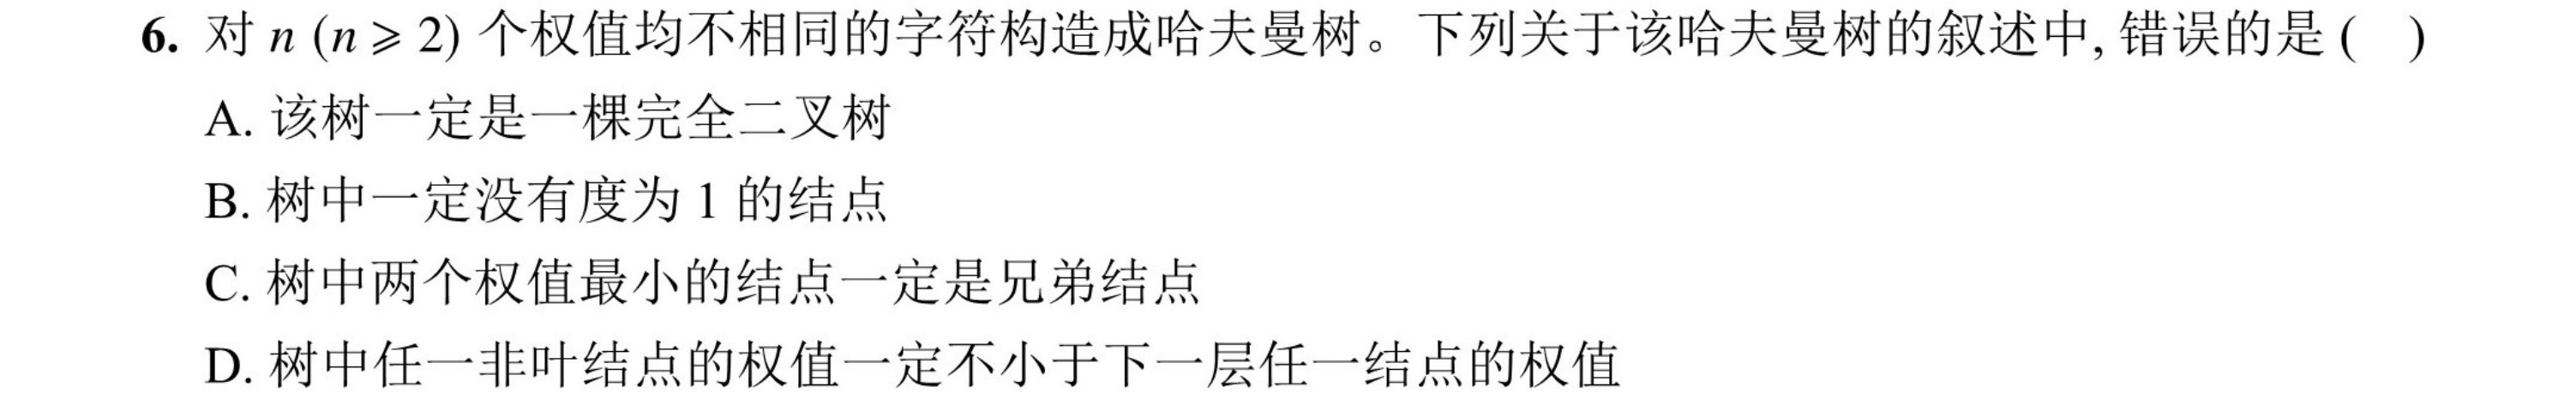 6. 对 n (n ⩾ 2) 个权值均不相同的字符构造成哈夫曼树。下列关于该哈夫曼树的叙述中, 错误的是 ( )
A. 该树一定是一棵完全二叉树
B. 树中一定没有度为 1 的结点
C. 树中两个权值最小的结点一定是兄弟结点
D. 树中任一非叶结点的权值一定不小于下一层任一结点的权值